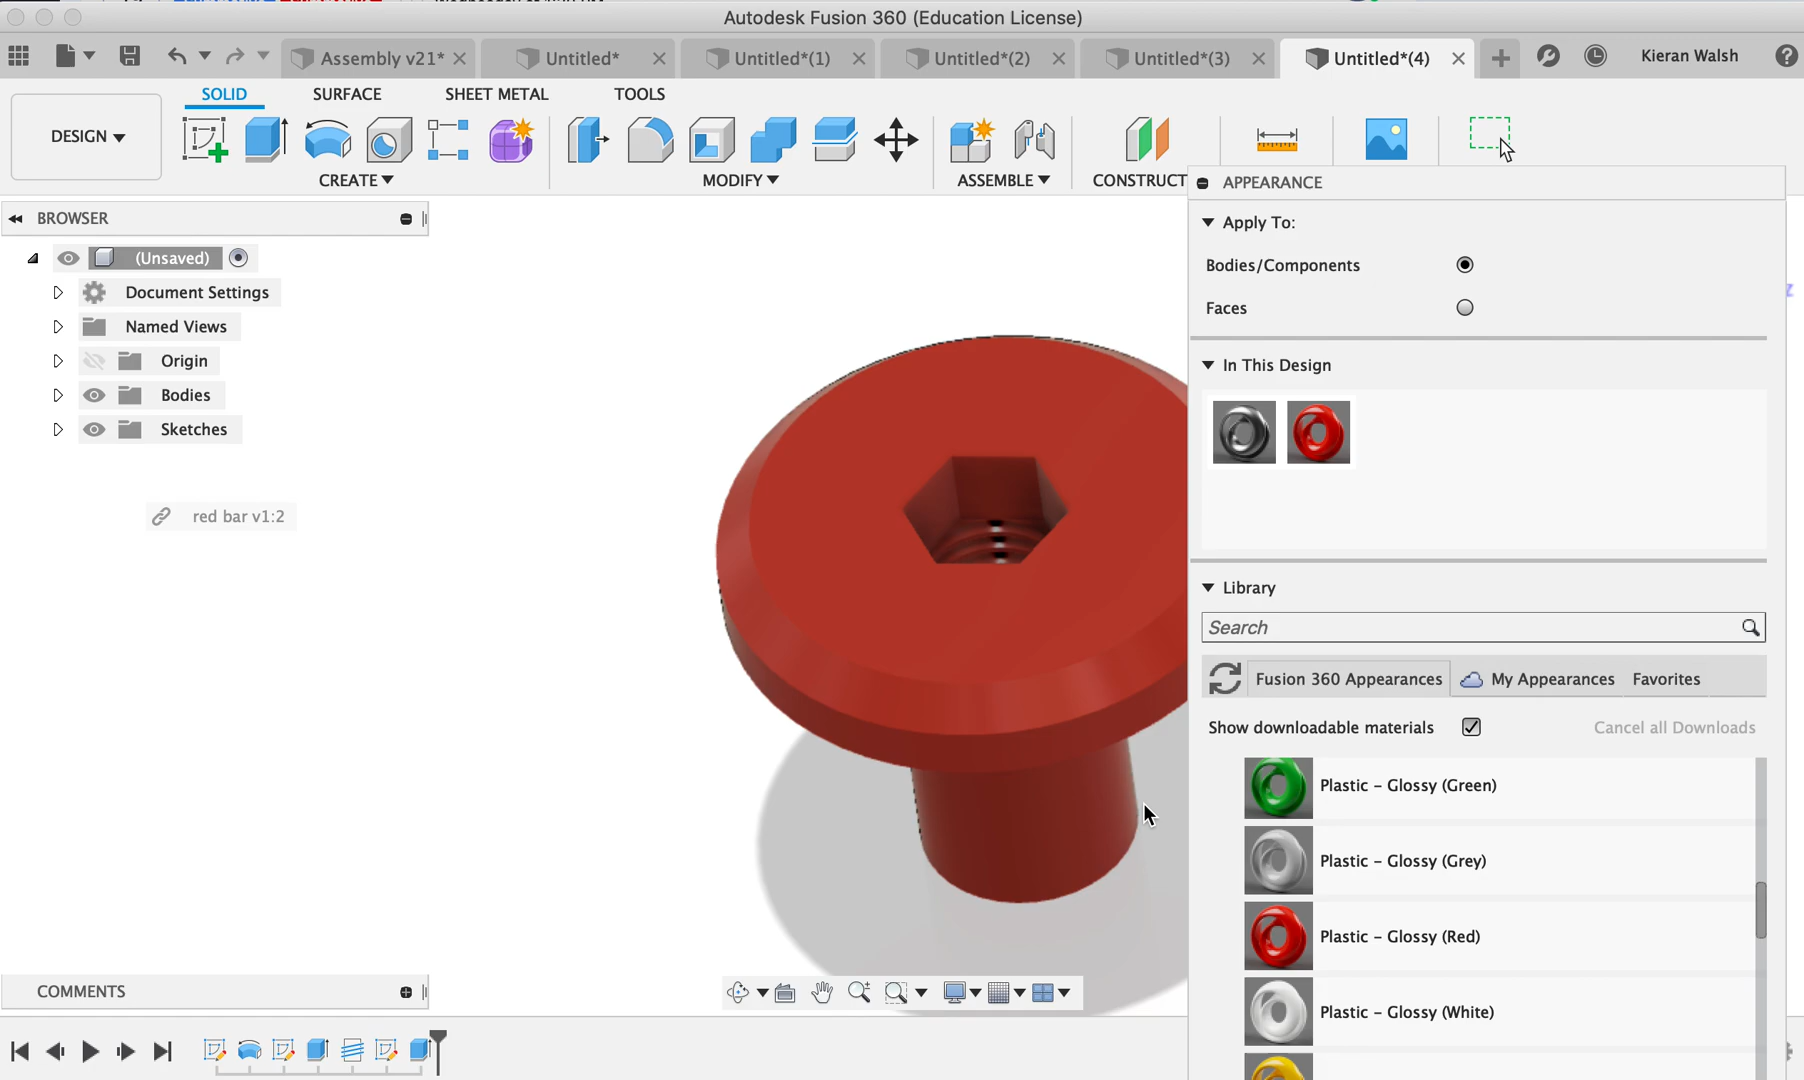 Autodesk Fusion 360 (Education License)
Assembly v21*
Untitled*
Untitled*(1)
Untitled*(2)
Untitled*(3)
Untitled*(4)
Kieran Walsh
SOLID
SURFACE
SHEET METAL
TOOLS
DESIGN
CREATE
MODIFY
ASSEMBLE
CONSTRUCT
APPEARANCE
BROWSER
(Unsaved)
Document Settings
Named Views
Origin
Bodies
Sketches
red bar v1:2
Apply To:
Bodies/Components
Faces
In This Design
Library
Search
Fusion 360 Appearances
My Appearances
Favorites
Show downloadable materials
Cancel all Downloads
Plastic - Glossy (Green)
Plastic - Glossy (Grey)
Plastic - Glossy (Red)
Plastic - Glossy (White)
COMMENTS